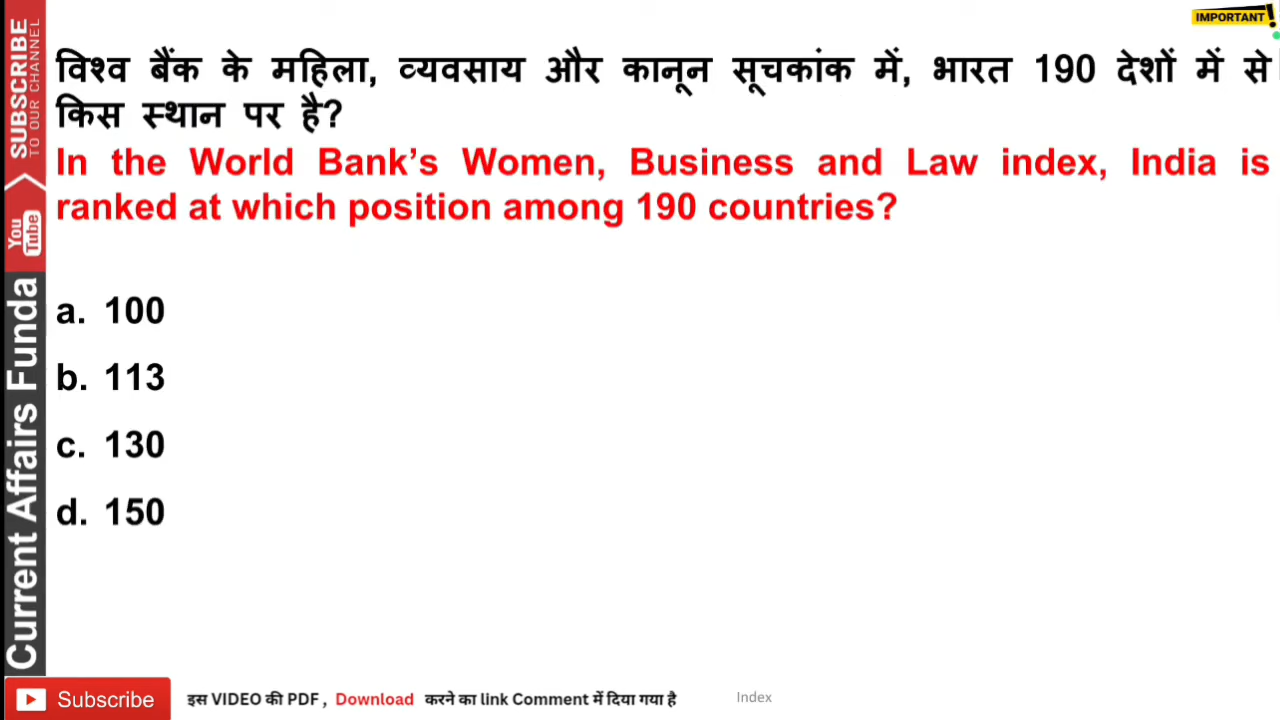 IMPORTANT!
विश्व बैंक के महिला, व्यवसाय और कानून सूचकांक में, भारत 190 देशों में से
किस स्थान पर है?
In the World Bank’s Women, Business and Law index, India is
ranked at which position among 190 countries?
a. 100
b. 113
c. 130
d. 150
SUBSCRIBE
TO OUR CHANNEL
You
Tube
Current Affairs Funda
Subscribe
इस VIDEO की PDF , Download करने का link Comment में दिया गया है
Index